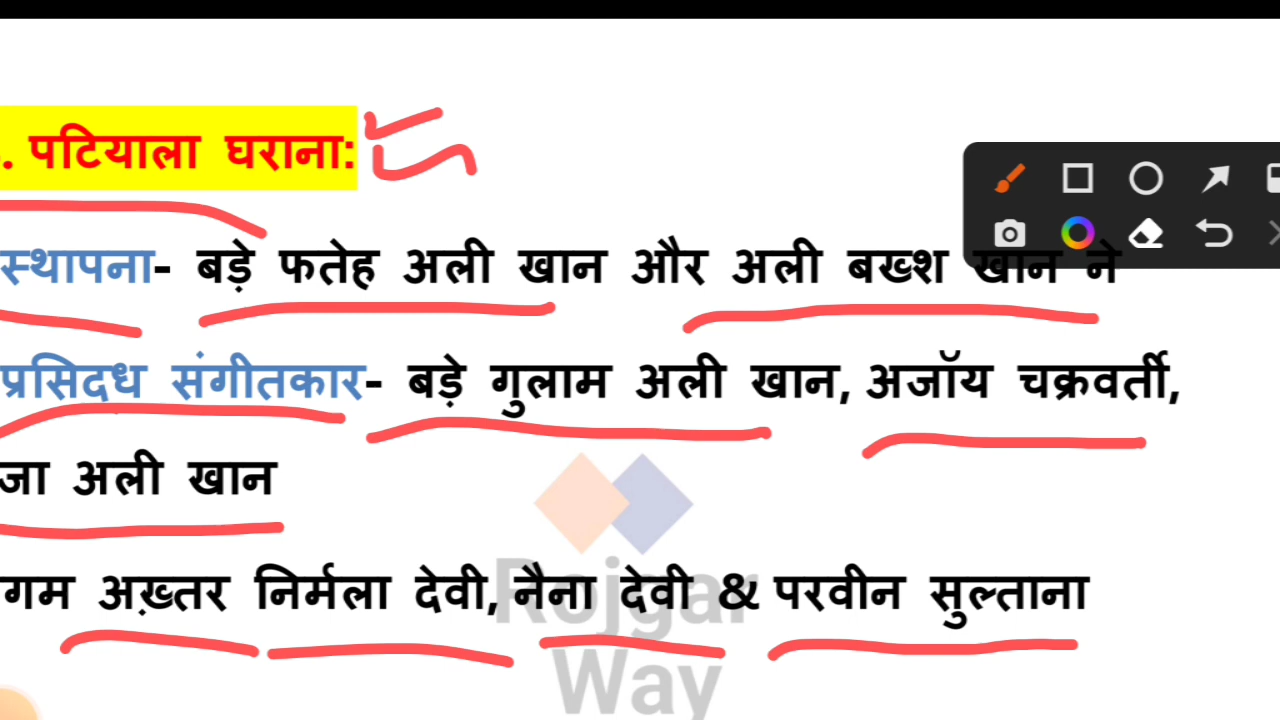 . पटियाला घराना:
स्थापना- बड़े फतेह अली खान और अली बख्श खान ने
प्रसिदध संगीतकार- बड़े गुलाम अली खान, अजॉय चक्रवर्ती,
जा अली खान
गम अख़्तर निर्मला देवी, नैना देवी & परवीन सुल्ताना
Rojgar
Way